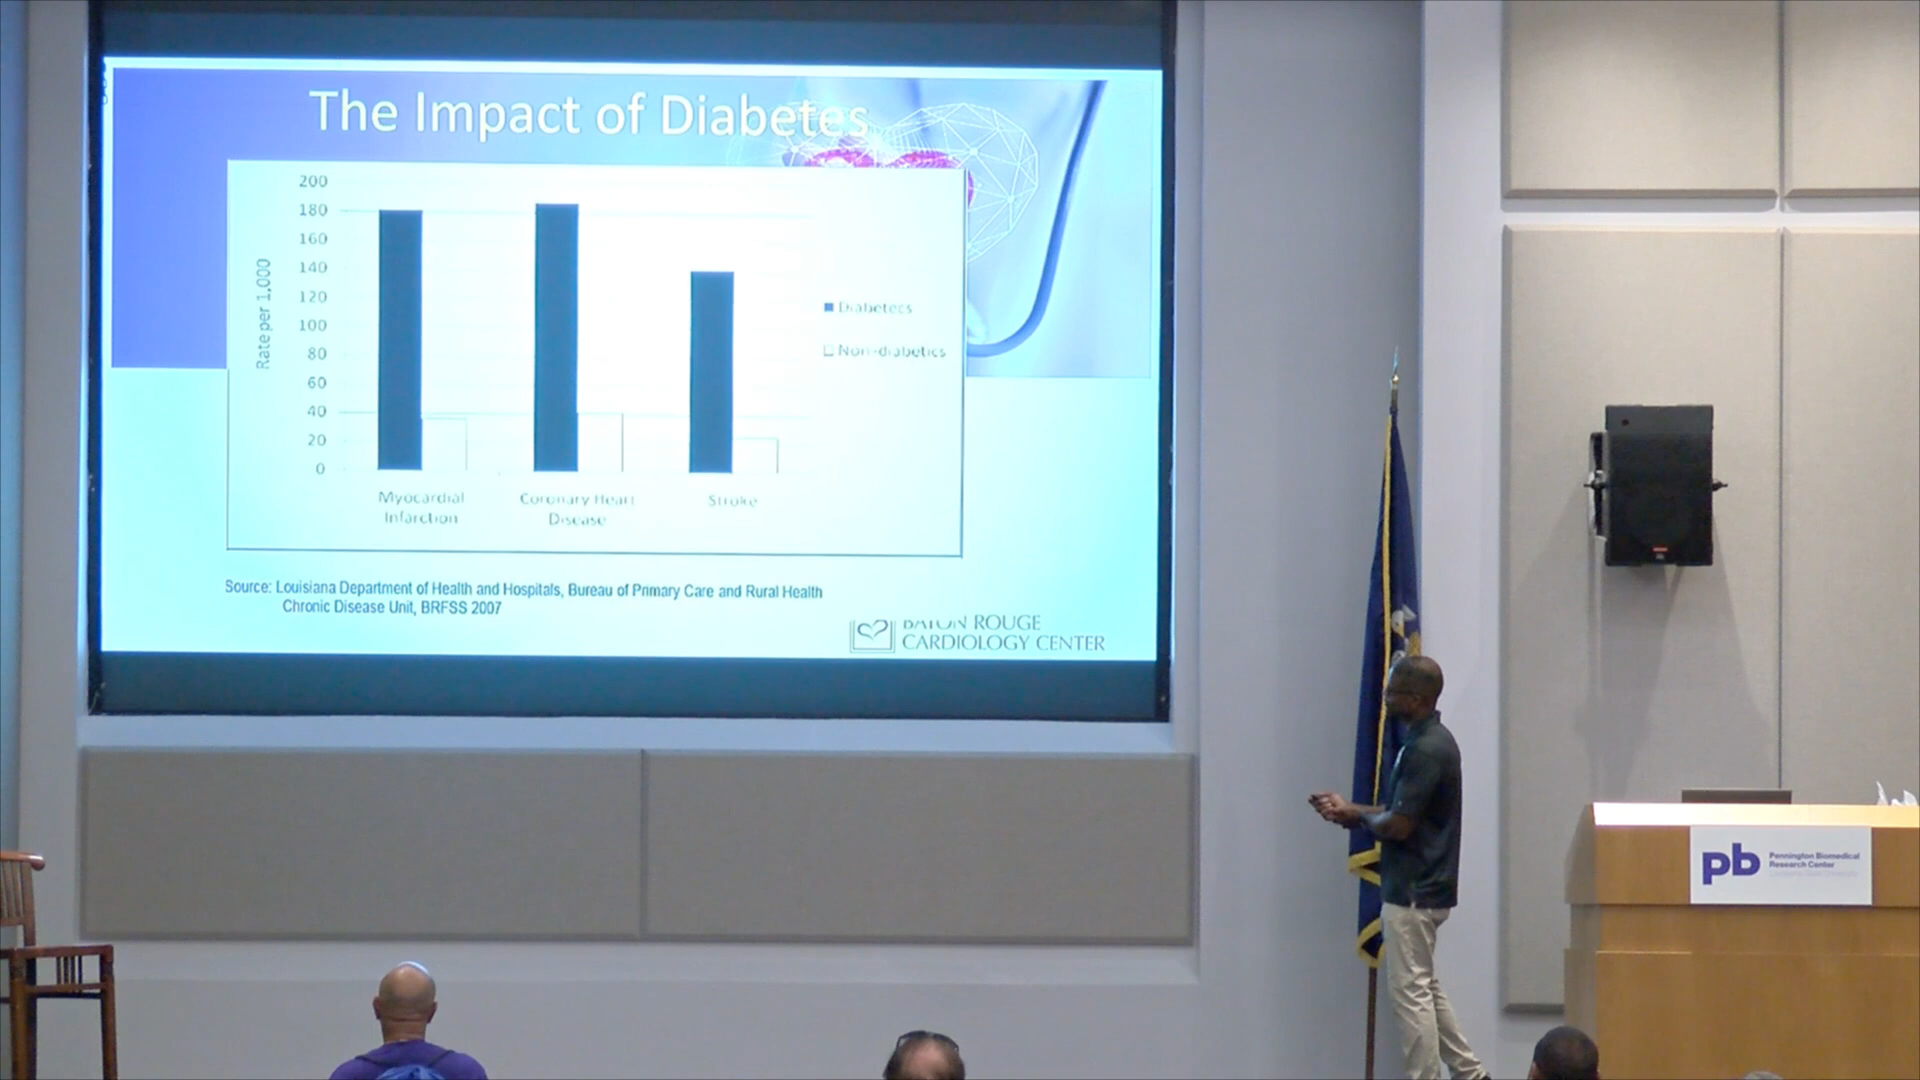 The Impact of Diabetes
200
180
160
140
120
100
80
60
40
20
0
Rate per 1,000
Diabetecs
Non-diabetics
Myocardial
Infarction
Coronary Heart
Disease
Stroke
Source: Louisiana Department of Health and Hospitals, Bureau of Primary Care and Rural Health
Chronic Disease Unit, BRFSS 2007
BATON ROUGE
CARDIOLOGY CENTER
pb
Pennington Biomedical
Research Center